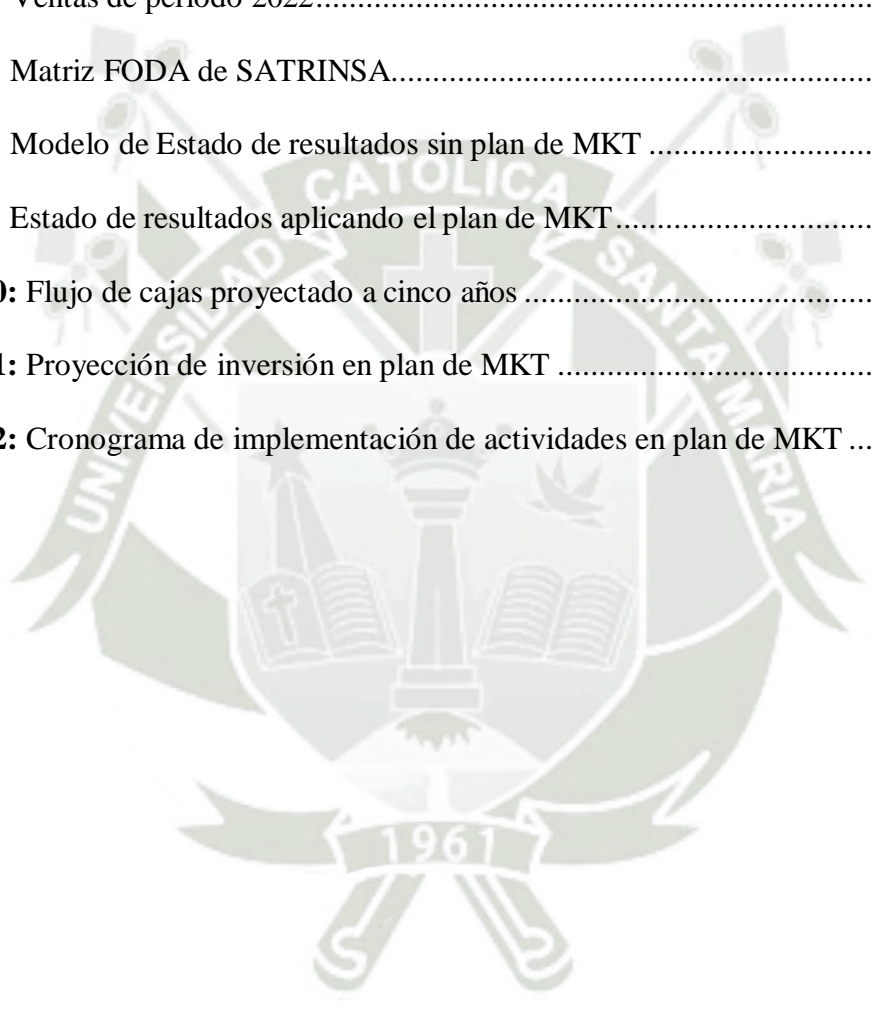 Ventas de periodo 2022........................................................................
Matriz FODA de SATRINSA...........................................................
Modelo de Estado de resultados sin plan de MKT ...........................
Estado de resultados aplicando el plan de MKT...............................
0: Flujo de cajas proyectado a cinco años ..........................................
1: Proyección de inversión en plan de MKT ......................................
2: Cronograma de implementación de actividades en plan de MKT ...
UNIVERSIDAD CATOLICA SANTA MARIA
1961